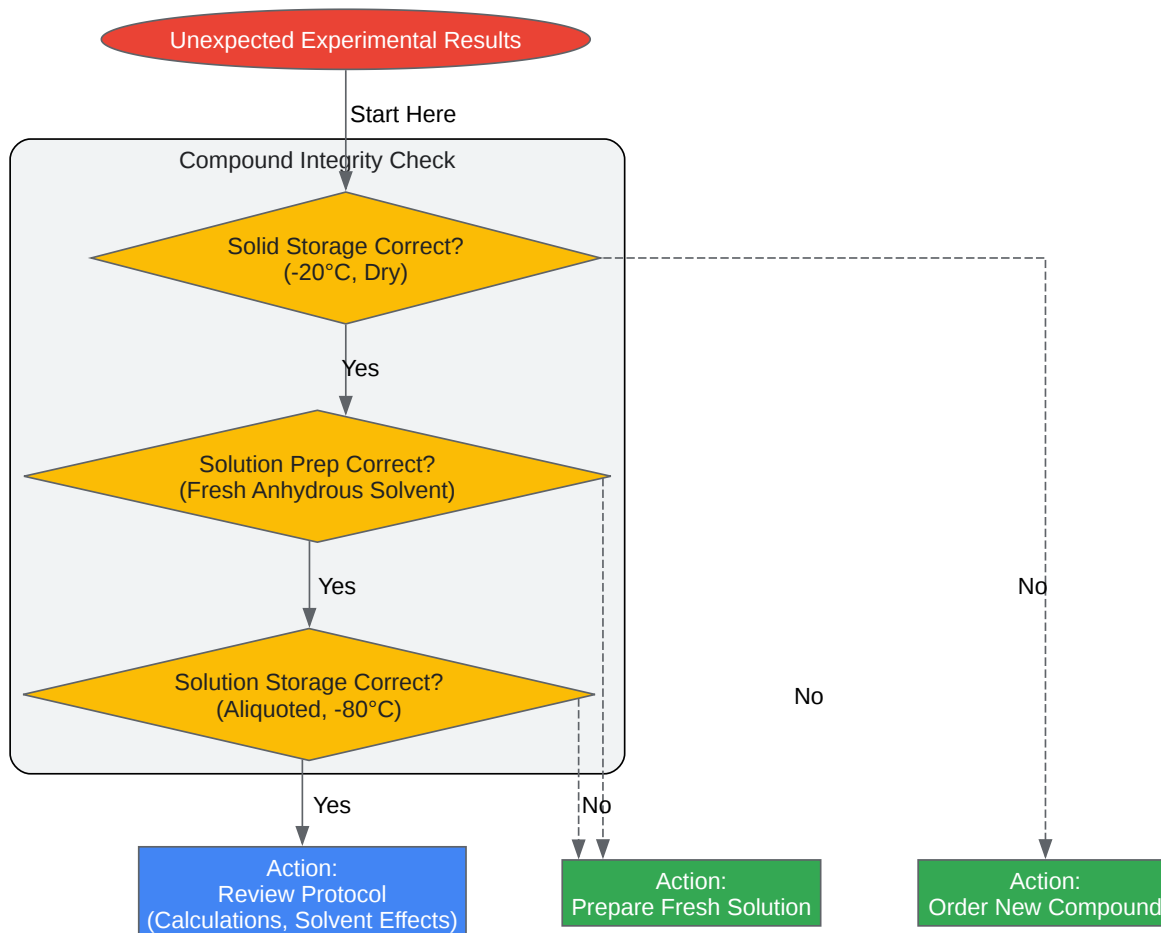 Unexpected Experimental Results
Start Here
Compound Integrity Check
Solid Storage Correct?
(-20°C, Dry)
Yes
Solution Prep Correct?
(Fresh Anhydrous Solvent)
Yes
No
Solution Storage Correct?
(Aliquoted, -80°C)
No
Yes
No
Action:
Review Protocol
(Calculations, Solvent Effects)
Action:
Prepare Fresh Solution
Action:
Order New Compound